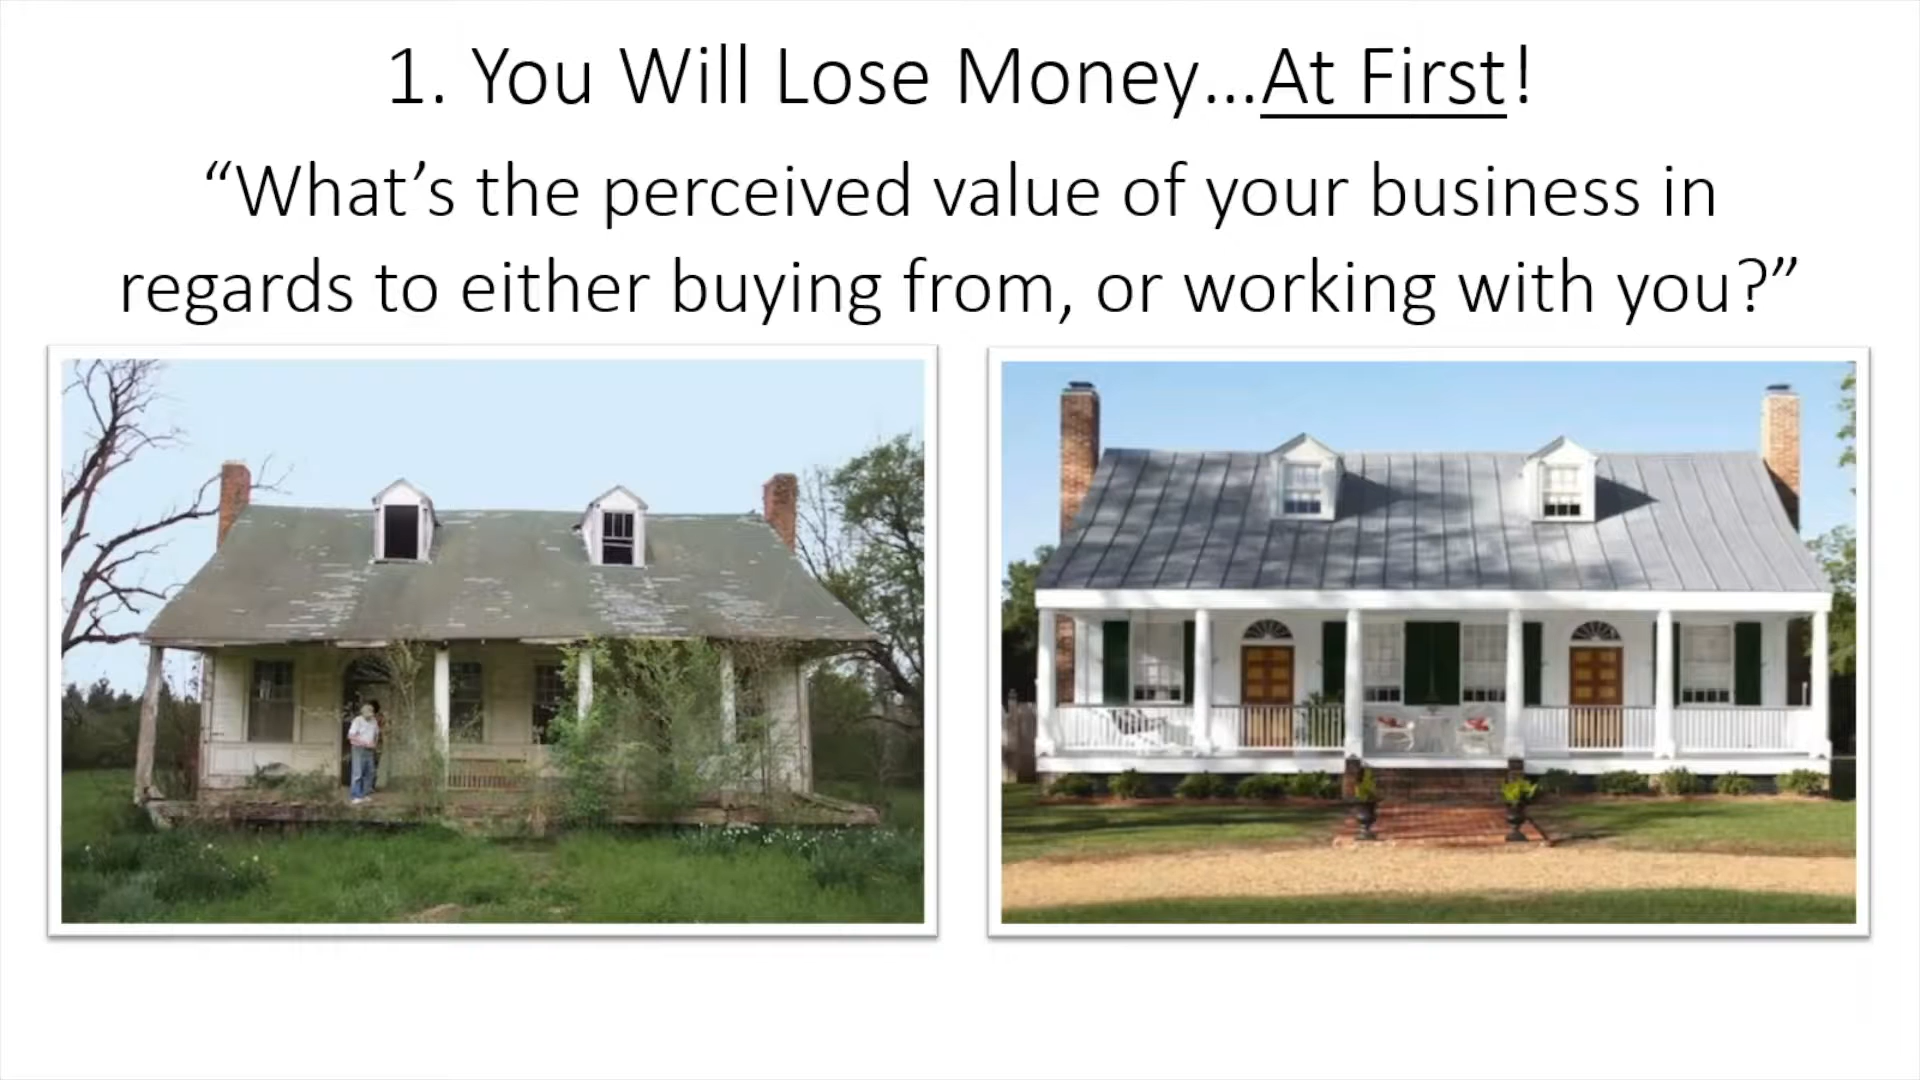 1. You Will Lose Money...At First!
“What’s the perceived value of your business in
regards to either buying from, or working with you?”